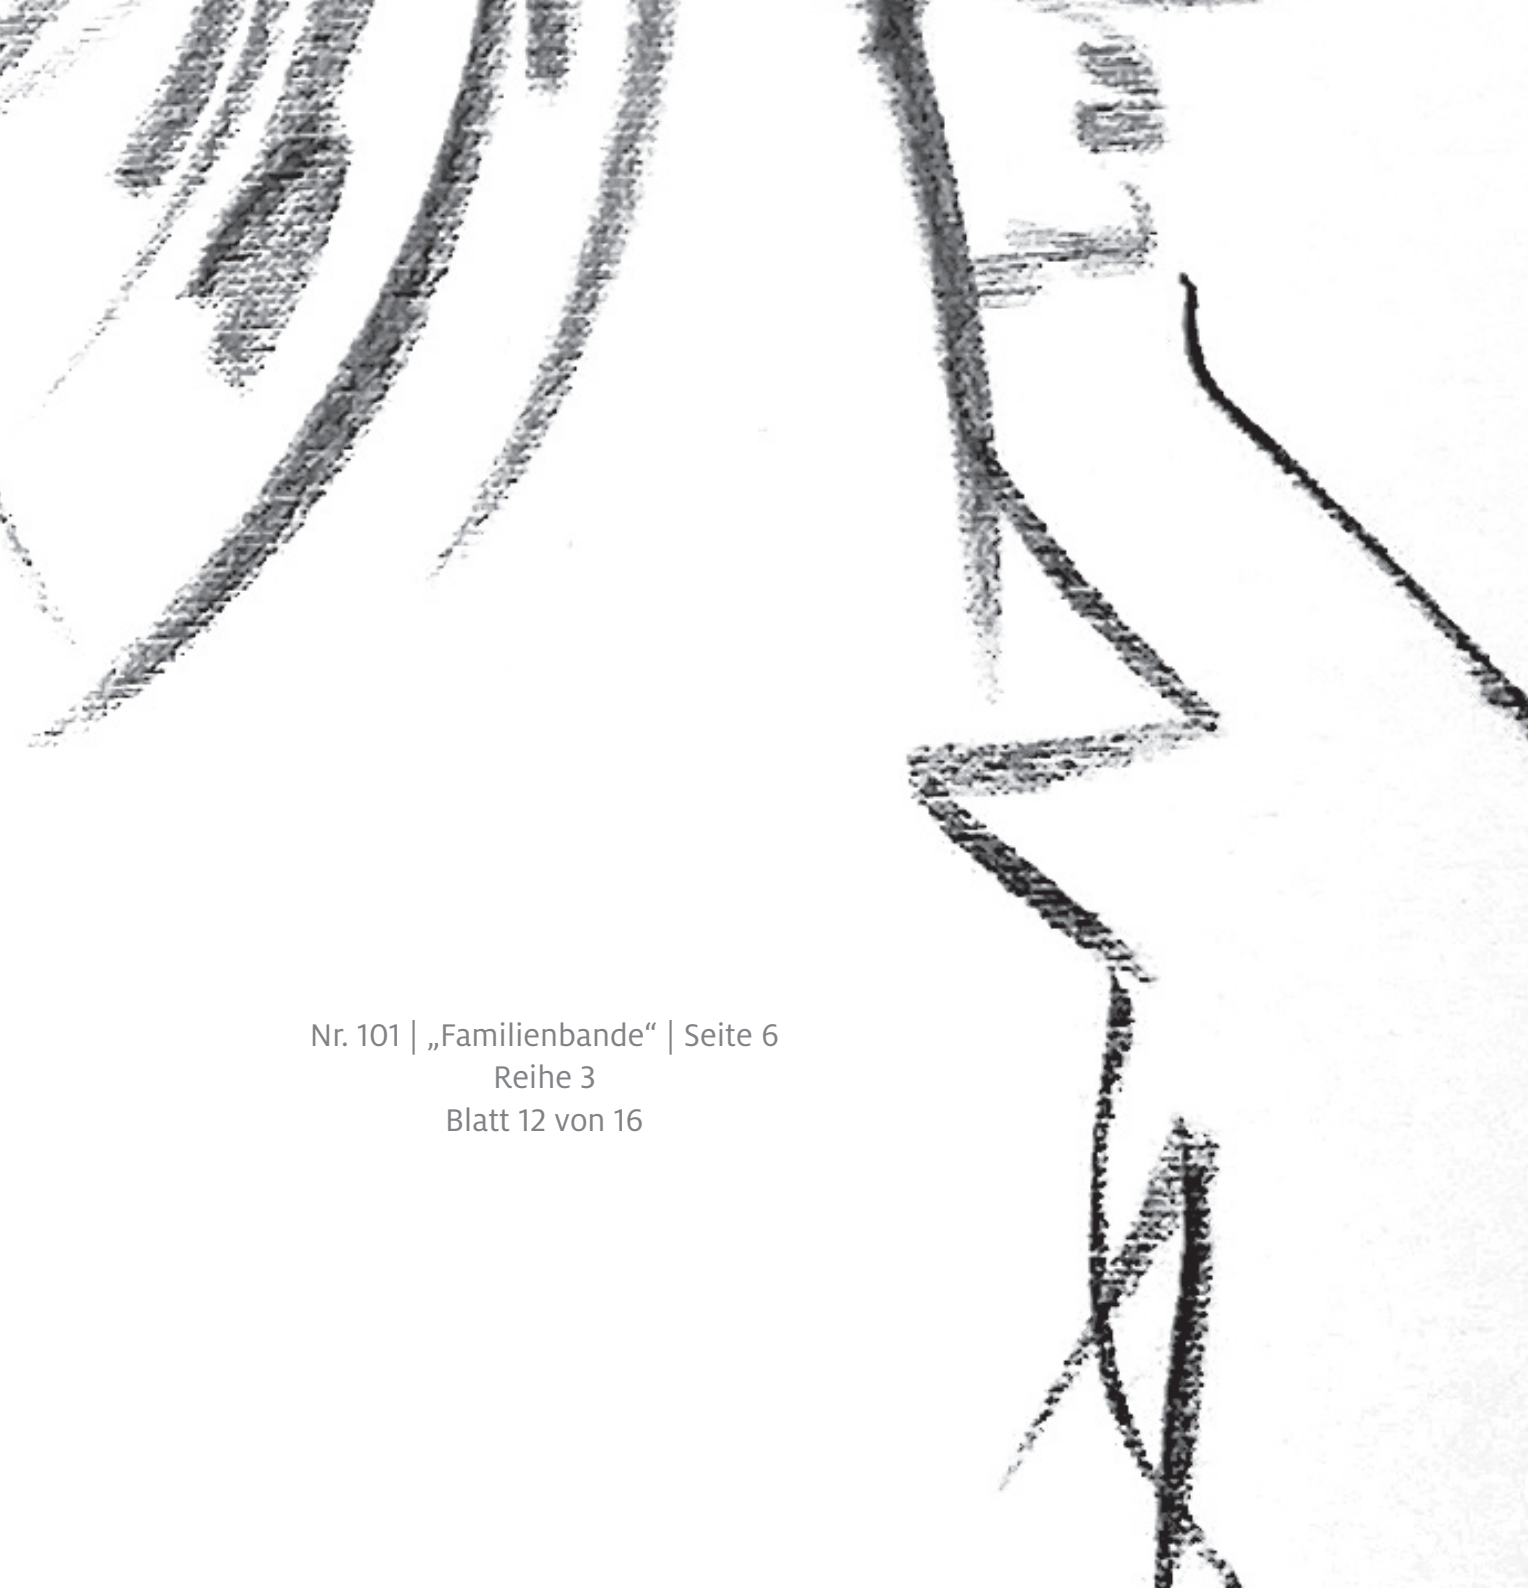 Nr. 101 | „Familienbande“ | Seite 6
Reihe 3
Blatt 12 von 16